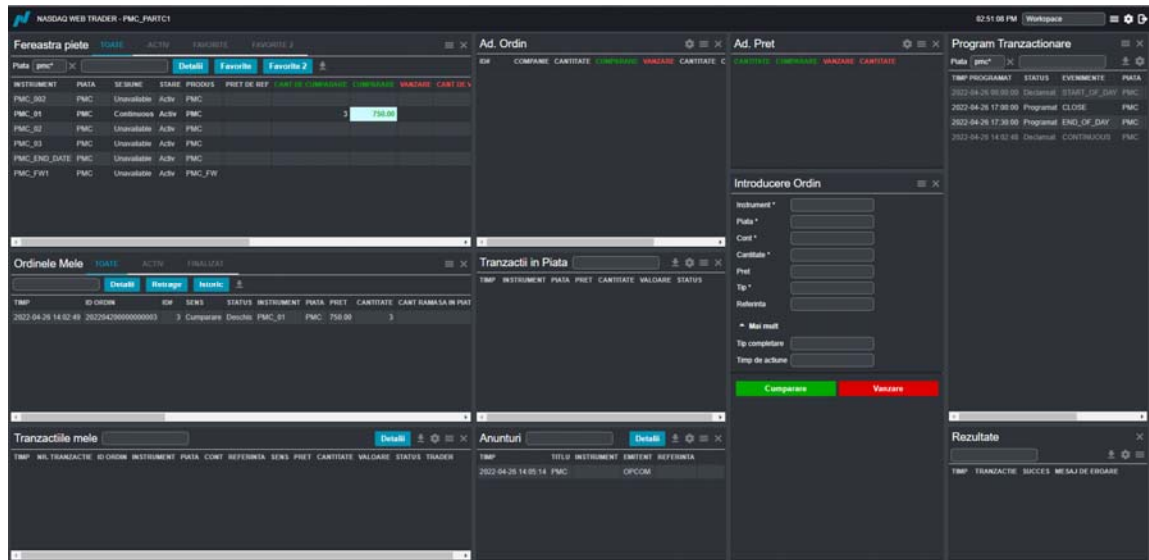 NASDAQ WEB TRADER - PMC_PARTC1
02:51:08 PM Workspace
Fereastra piete TOATE ACTIV FAVORITE FAVORITE 2
Piata pmc* Detalii Favorite Favorite 2
INSTRUMENT PIATA SESIUNE STARE PRODUS PRET DE REF CANT DE CUMPARARE CUMPARARE VANZARE CANT DE V
PMC_002 PMC Unavailable Activ PMC
PMC_01 PMC Continuous Activ PMC 3 750.00
PMC_02 PMC Unavailable Activ PMC
PMC_03 PMC Unavailable Activ PMC
PMC_END_DATE PMC Unavailable Activ PMC
PMC_FW1 PMC Unavailable Activ PMC_FW
Ad. Ordin
ID# COMPANIE CANTITATE CUMPARARE VANZARE CANTITATE C
Ad. Pret
CANTITATE CUMPARARE VANZARE CANTITATE
Program Tranzactionare
Piata pmc*
TIMP PROGRAMAT STATUS EVENIMENTE PIATA
2022-04-26 00:00:00 Declansat START_OF_DAY PMC
2022-04-26 17:00:00 Programat CLOSE PMC
2022-04-26 17:30:00 Programat END_OF_DAY PMC
2022-04-26 14:02:48 Declansat CONTINUOUS PMC
Introducere Ordin
Instrument *
Piata *
Cont *
Cantitate *
Pret
Tip *
Referinta
Mai mult
Tip completare
Timp de actiune
Cumparare Vanzare
Ordinele Mele TOATE ACTIV FINALIZAT
Detalii Retrage Istoric
TIMP ID ORDIN ID# SENS STATUS INSTRUMENT PIATA PRET CANTITATE CANT RAMASA IN PIAT
2022-04-26 14:02:49 3 Cumparare Deschis PMC_01 PMC 750.00 3
Tranzactii in Piata
TIMP INSTRUMENT PIATA PRET CANTITATE VALOARE STATUS
Tranzactiile mele Detalii
TIMP NR. TRANZACTIE ID ORDIN INSTRUMENT PIATA CONT REFERINTA SENS PRET CANTITATE VALOARE STATUS TRADER
Anunturi Detalii
TIMP TITLU INSTRUMENT EMITENT REFERINTA
2022-04-26 14:05:14 PMC OPCOM
Rezultate
TIMP TRANZACTIE SUCCES MESAJ DE EROARE